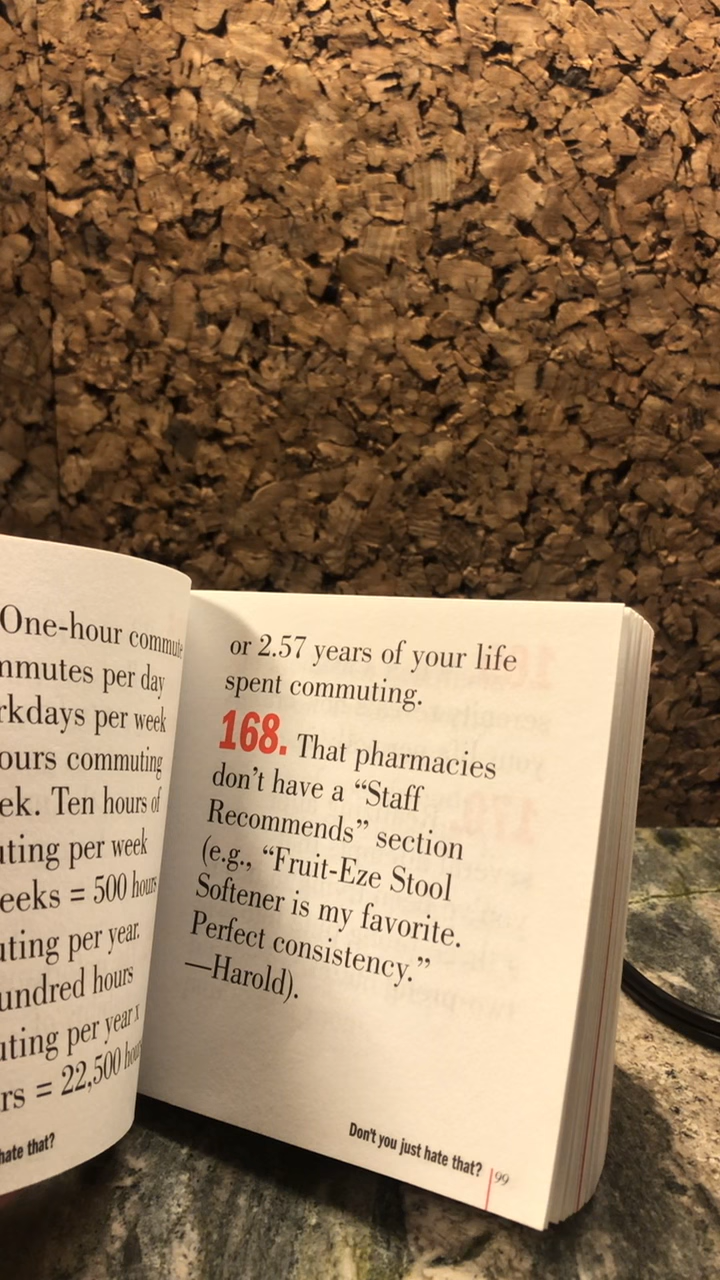 One-hour commute
mmutes per day
rkdays per week
ours commuting
ek. Ten hours of
uting per week
eeks = 500 hours
uting per year.
undred hours
uting per year x
rs = 22,500 hou
hate that?
or 2.57 years of your life
spent commuting.
168. That pharmacies
don't have a “Staff
Recommends” section
(e.g., “Fruit-Eze Stool
Softener is my favorite.
Perfect consistency.”
—Harold).
Don't you just hate that? 99